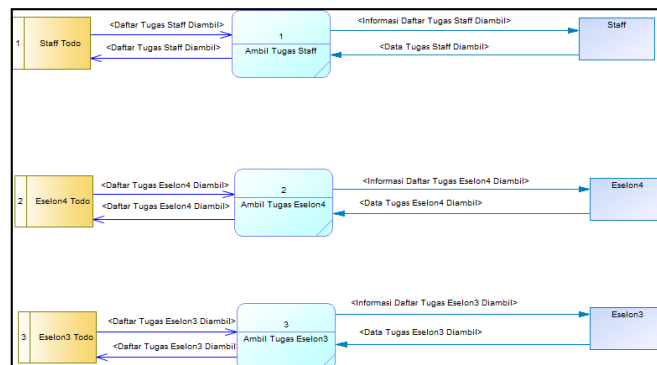 <Daftar Tugas Staff Diambil>
<Informasi Daftar Tugas Staff Diambil>
1
Staff Todo
1
Staff
<Daftar Tugas Staff Diambil>
Ambil Tugas Staff
<Data Tugas Staff Diambil>
<Daftar Tugas Eselon4 Diambil>
<Informasi Daftar Tugas Eselon4 Diambil>
2
Eselon4 Todo
2
Eselon4
<Daftar Tugas Eselon4 Diambil>
Ambil Tugas Eselon4
<Data Tugas Eselon4 Diambil>
<Daftar Tugas Eselon3 Diambil>
<Informasi Daftar Tugas Eselon3 Diambil>
3
Eselon3 Todo
3
Eselon3
<Daftar Tugas Eselon3 Diambil>
Ambil Tugas Eselon3
<Data Tugas Eselon3 Diambil>